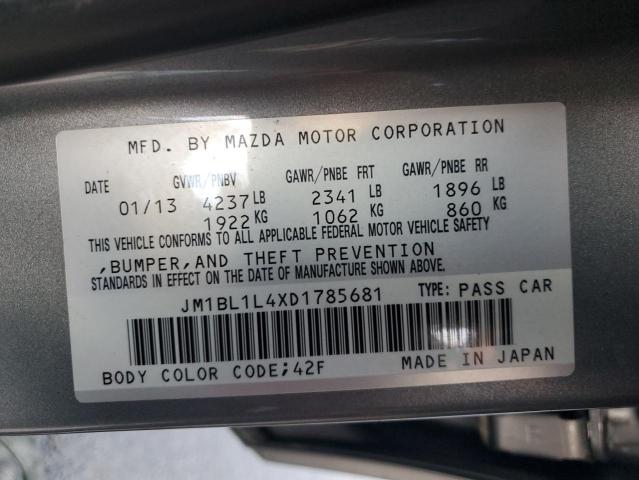 MFD. BY MAZDA MOTOR CORPORATION
DATE GVWR/PNBV GAWR/PNBE FRT GAWR/PNBE RR
01/13 4237 LB 2341 LB 1896 LB
1922 KG 1062 KG 860 KG
THIS VEHICLE CONFORMS TO ALL APPLICABLE FEDERAL MOTOR VEHICLE SAFETY
,BUMPER,AND THEFT PREVENTION
STANDARDS IN EFFECT ON THE DATE OF MANUFACTURE SHOWN ABOVE.
JM1BL1L4XD1785681 TYPE: PASS CAR
BODY COLOR CODE;42F MADE IN JAPAN